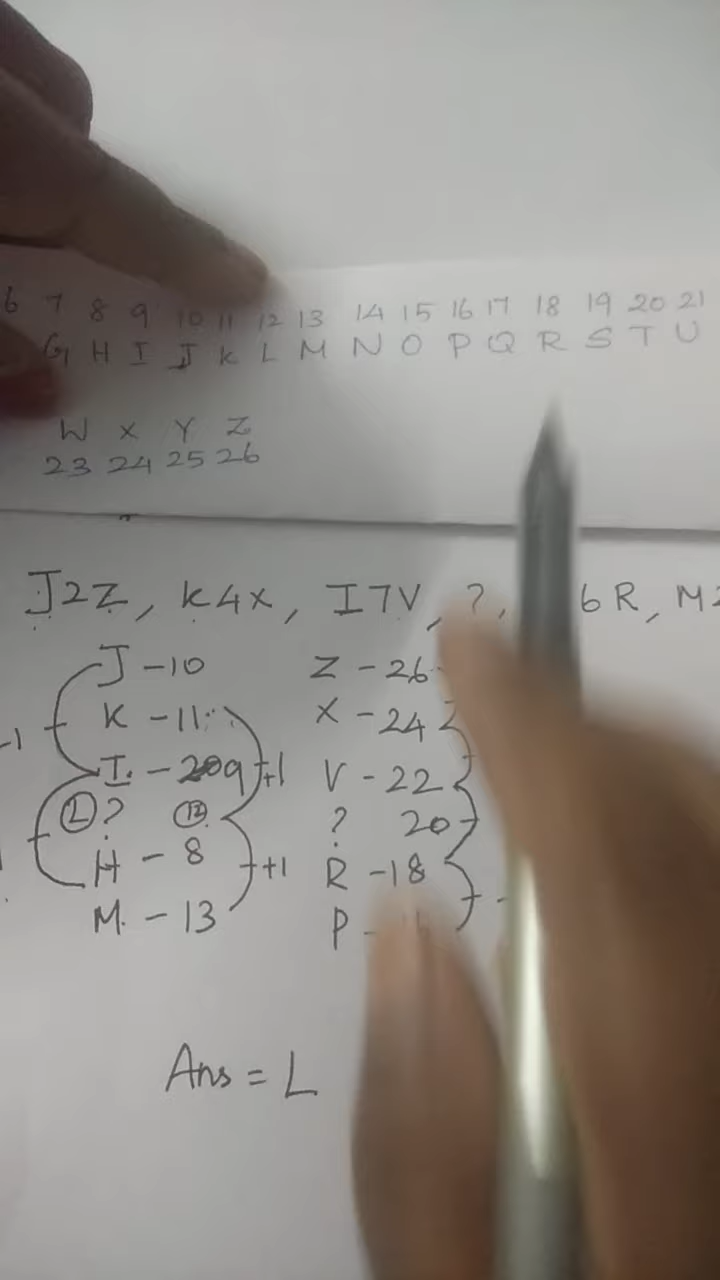 6 7 8 9 10 11 12 13 14 15 16 17 18 19 20 21
G H I J K L M N O P Q R S T U
W X Y Z
23 24 25 26
J2Z, K4X, I7V, ?, 6R, M
J - 10 Z - 26
K - 11 X - 24
-1 I - 9 +1 V - 22
L ? 12 ? 20
H - 8 +1 R - 18
M - 13 P -
Ans = L